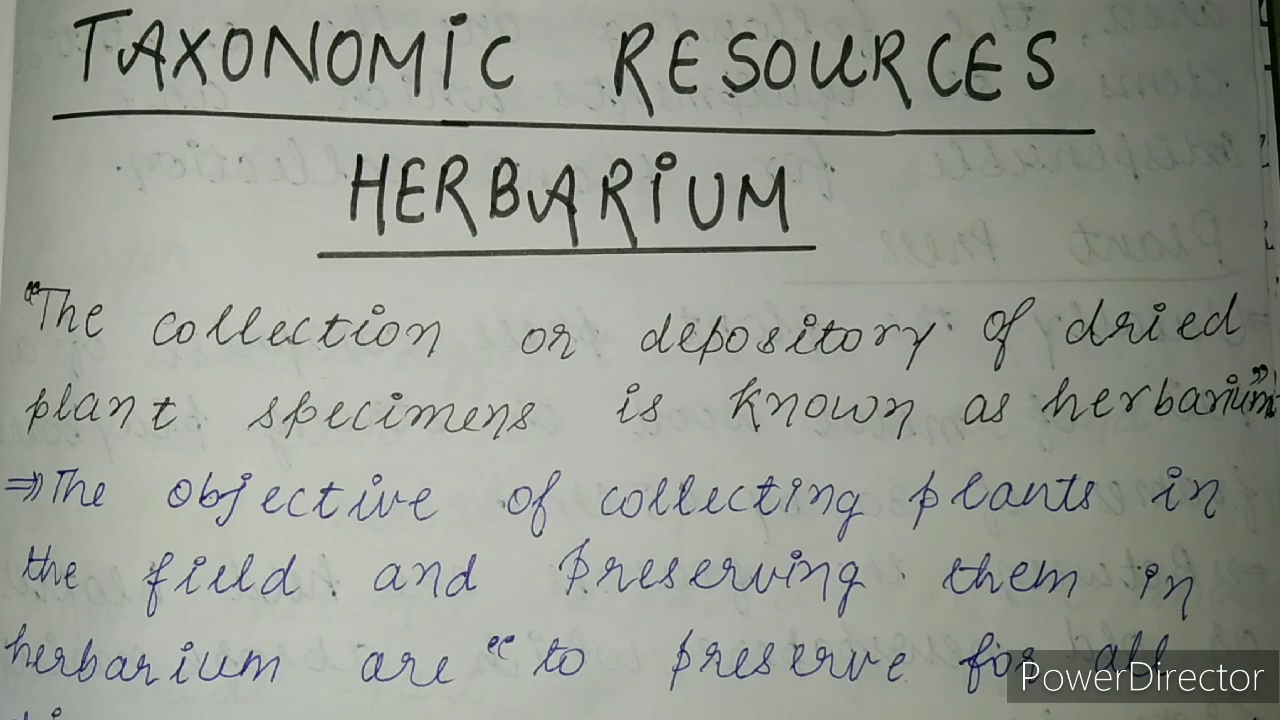 TAXONOMIC RESOURCES
HERBARIUM
"The collection or depository of dried
plant specimens is known as herbarium"
⇒ The objective of collecting plants in
the field and preserving them in
herbarium are "to preserve for all
PowerDirector